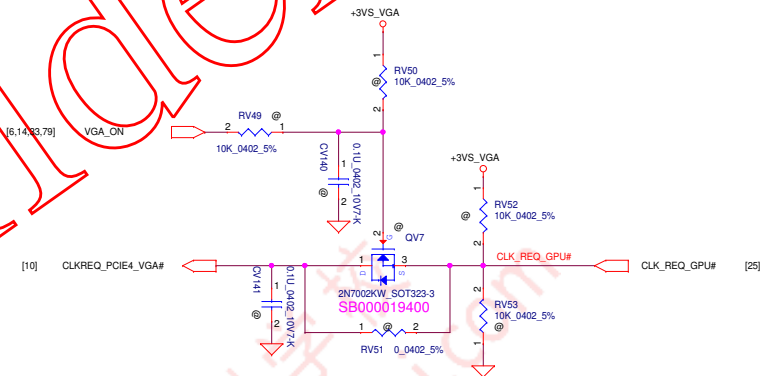 +3VS_VGA
1
RV50
@
10K_0402_5%
2
RV49
@
[6,14,33,79]
VGA_ON
2
1
10K_0402_5%
CV140
1
2
@
0.1U_0402_10V7-K
+3VS_VGA
1
RV52
@
10K_0402_5%
2
@
2
G
QV7
CLK_REQ_GPU#
[10]
CLKREQ_PCIE4_VGA#
1
D
S
3
CLK_REQ_GPU#
[25]
CV141
1
2
@
0.1U_0402_10V7-K
2N7002KW_SOT323-3
SB000019400
1
@
2
RV51
0_0402_5%
2
RV53
10K_0402_5%
@
1